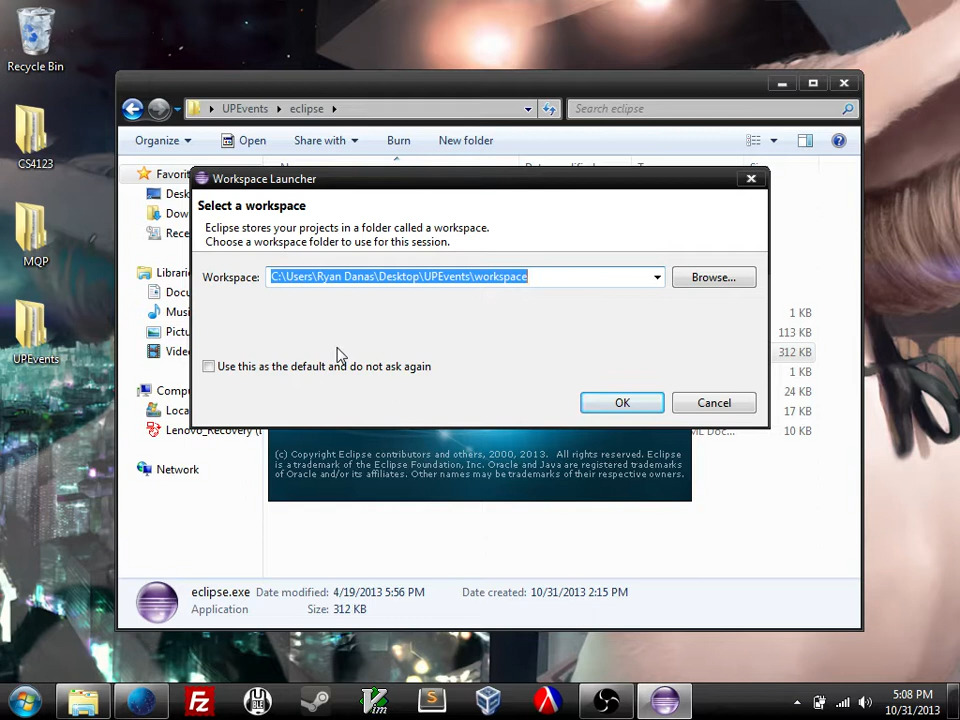 Recycle Bin
CS4123
MQP
UPEvents
UPEvents
eclipse
Search eclipse
Organize
Open
Share with
Burn
New folder
Favorit
Desk
Dow
Rece
Librarie
Docu
Musi
Pictu
Vide
Compu
Loca
Lenovo_Recovery (
Network
Workspace Launcher
Select a workspace
Eclipse stores your projects in a folder called a workspace.
Choose a workspace folder to use for this session.
Workspace:
C:\Users\Ryan Danas\Desktop\UPEvents\workspace
Browse...
Use this as the default and do not ask again
OK
Cancel
1 KB
113 KB
312 KB
1 KB
24 KB
17 KB
10 KB
(c) Copyright Eclipse contributors and others, 2000, 2013. All rights reserved. Eclipse
is a trademark of the Eclipse Foundation, Inc. Oracle and Java are registered trademarks
of Oracle and/or its affiliates. Other names may be trademarks of their respective owners.
eclipse.exe Date modified: 4/19/2013 5:56 PM Date created: 10/31/2013 2:15 PM
Application Size: 312 KB
5:08 PM
10/31/2013